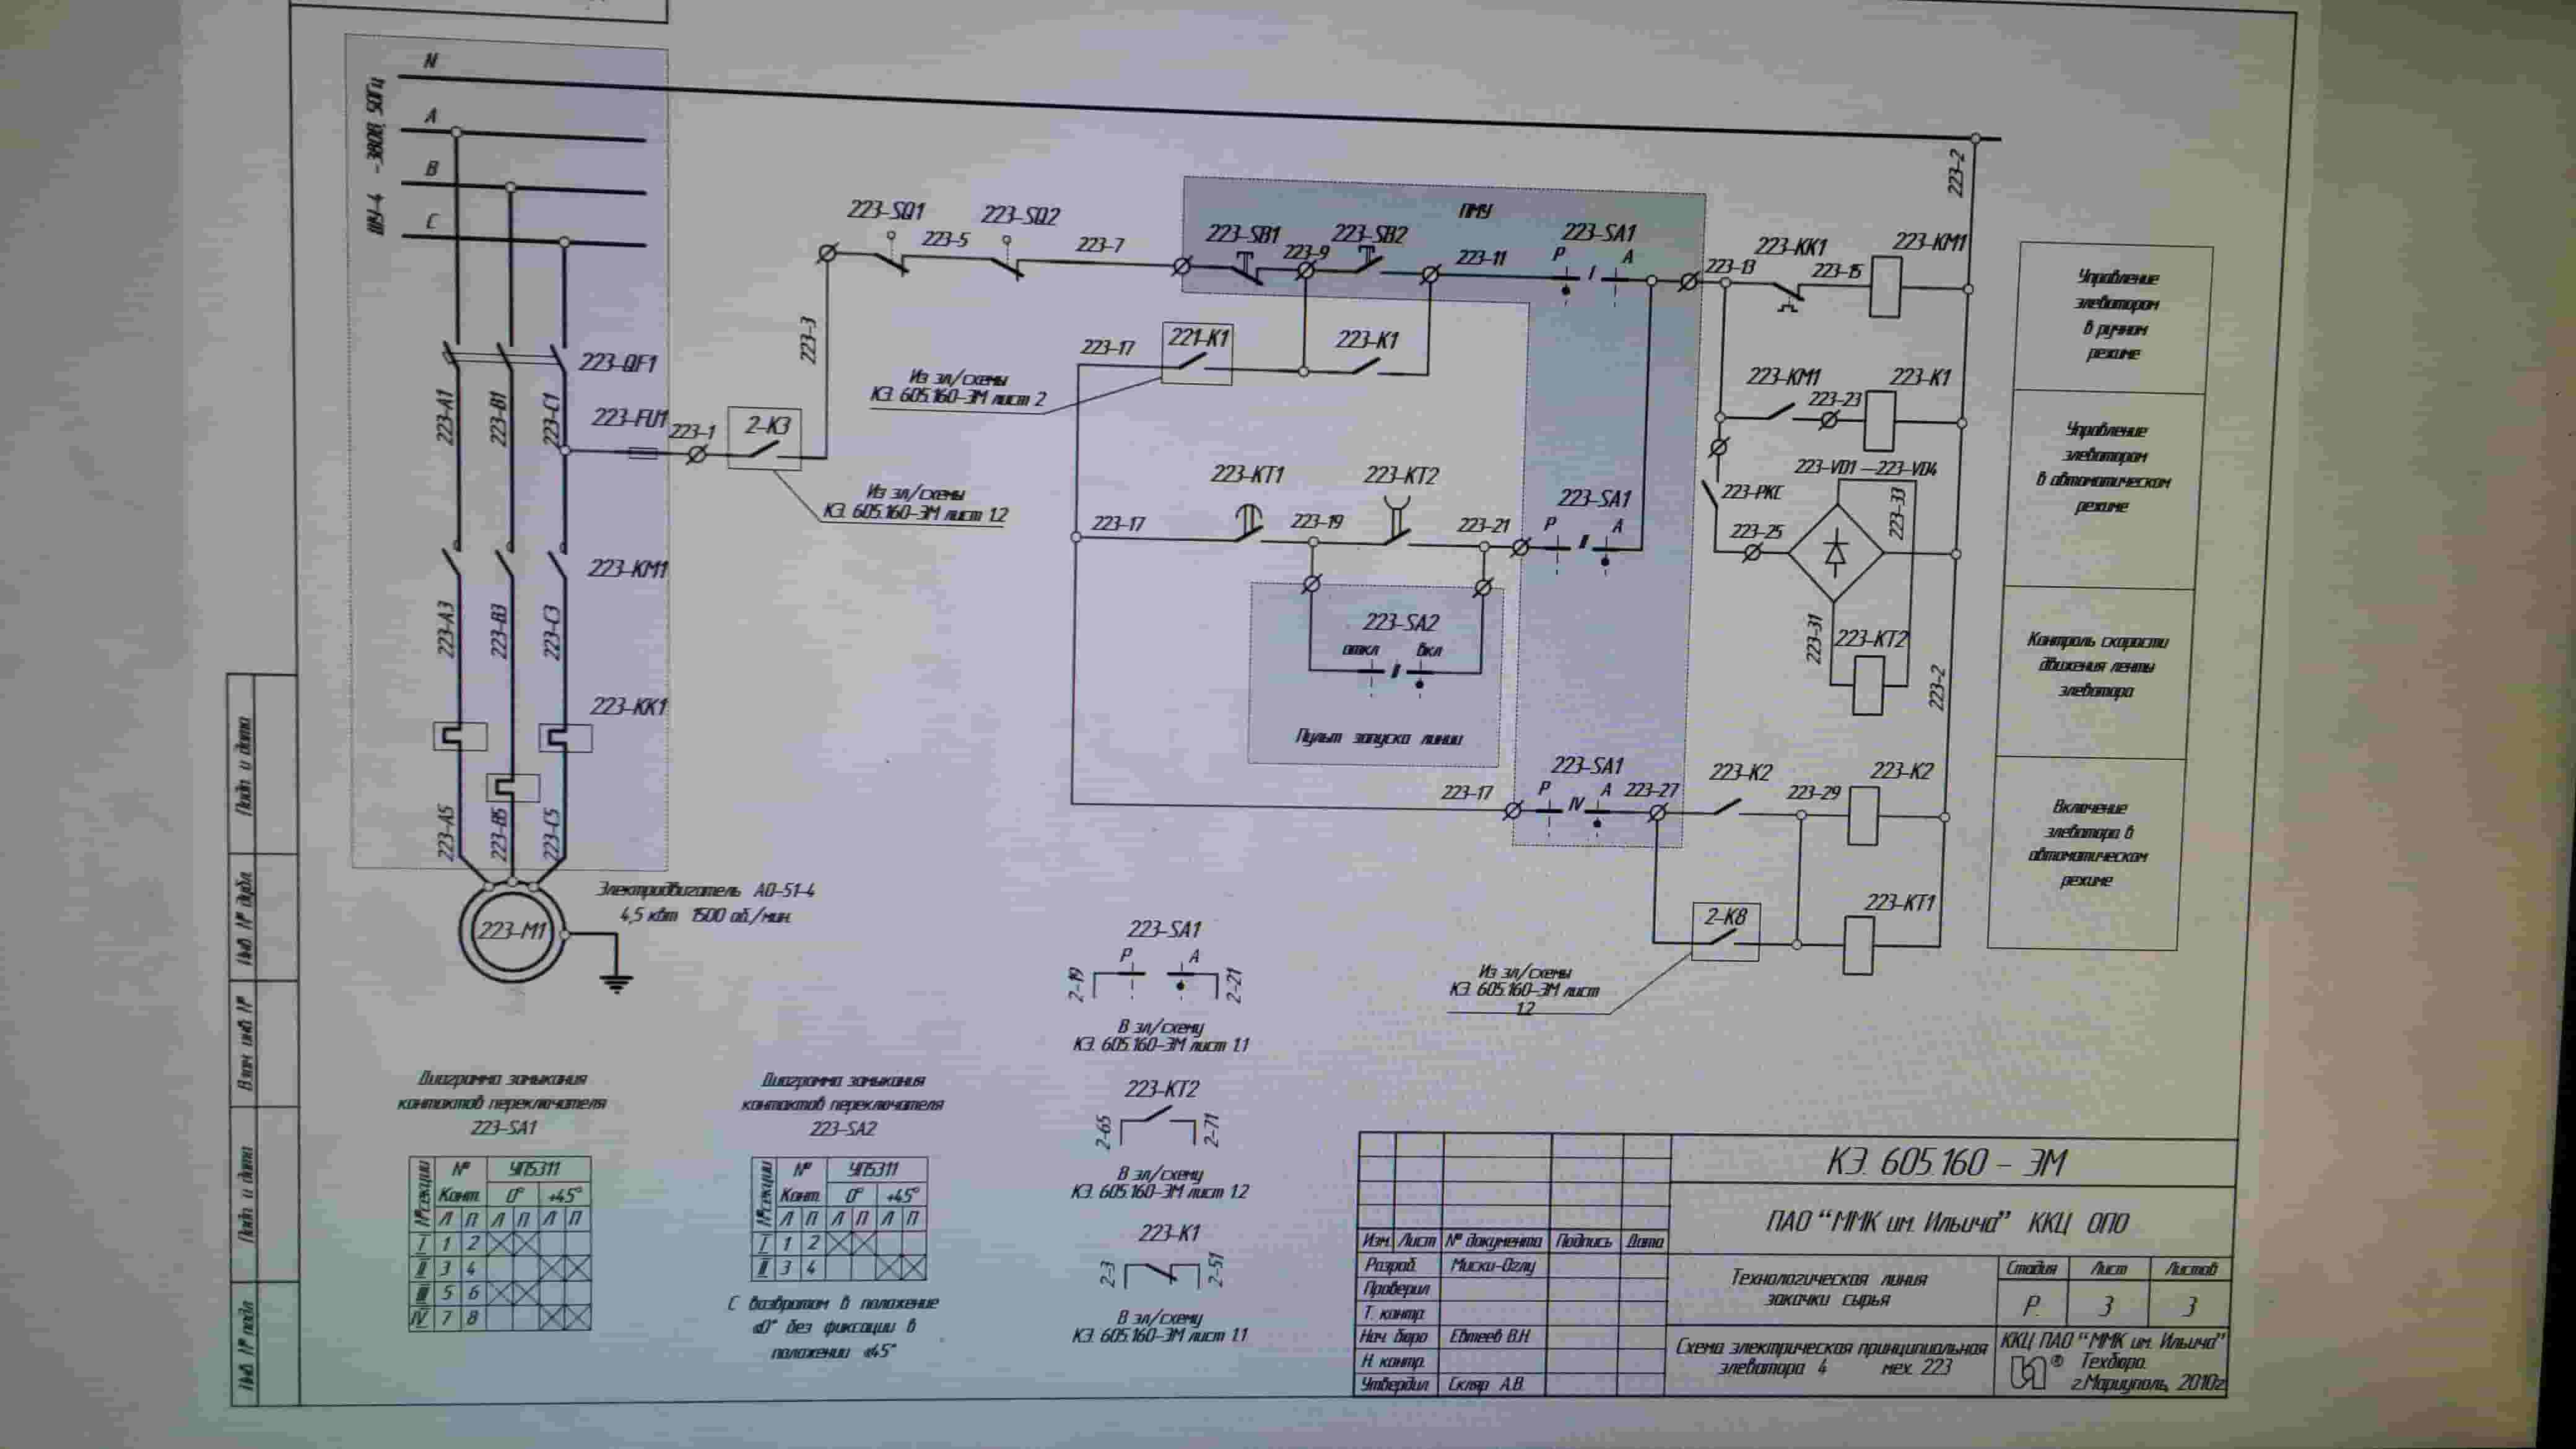 N
ШУ-4 ~380В, 50Гц
A
B
C
223-QF1
223-A1
223-B1
223-C1
223-FU1
223-1
2-К3
Из эл/схемы
КЭ. 605.160-ЭМ лист 1.2
223-3
223-KM1
223-A3
223-B3
223-C3
223-KK1
223-A5
223-B5
223-C5
223-M1
Электродвигатель АО-51-4
4,5 квт 1500 об./мин.
223-SQ1
223-5
223-SQ2
223-7
ПМУ
223-SB1
223-9
223-SB2
223-11
223-SA1
Р I А
223-13
223-KK1
223-15
223-KM1
223-2
223-17
221-K1
223-K1
Из эл/схемы
КЭ. 605.160-ЭМ лист 2
223-KM1
223-23
223-K1
223-17
223-KT1
223-19
223-KT2
223-21
223-SA1
Р II А
223-РКС
223-25
223-VD1 — 223-VD4
223-33
223-31
223-KT2
223-2
223-SA2
откл II вкл
Пульт запуска линии
223-17
223-SA1
Р IV А
223-27
223-K2
223-29
223-K2
2-К8
223-KT1
Из эл/схемы
КЭ. 605.160-ЭМ лист
1.2
Управление
элеватором
в ручном
режиме
Управление
элеватором
в автоматическом
режиме
Контроль скорости
движения ленты
элеватора
Включение
элеватора в
автоматическом
режиме
223-SA1
Р А
2-19
2-21
В эл/схему
КЭ. 605.160-ЭМ лист 1.1
223-KT2
2-65
2-71
В эл/схему
КЭ. 605.160-ЭМ лист 1.2
223-K1
2-3
2-51
В эл/схему
КЭ. 605.160-ЭМ лист 1.1
Диаграмма замыкания
контактов переключателя
223-SA1
№ секции
№ Конт.
УП5311
0° +45°
Л П Л П Л П
I 1 2
II 3 4
III 5 6
IV 7 8
Диаграмма замыкания
контактов переключателя
223-SA2
№ секции
№ Конт.
УП5311
0° +45°
Л П Л П Л П
I 1 2
II 3 4
С возвратом в положение
«0° без фиксации в
положении «45°
Подп. и дата
Инв. № дубл.
Взам. инв. №
Подп. и дата
Инв. № подл.
КЭ. 605.160 - ЭМ
ПАО “ММК им. Ильича” ККЦ ОПО
Изм. Лист № документа Подпись Дата
Разраб. Миски-Оглу
Проверил
Т. контр.
Нач. бюро Евтеев В.Н
Н. контр.
Утвердил Скляр А.В.
Технологическая линия
закачки сырья
Стадия Лист Листов
Р. 3 3
Схема электрическая принципиальная
элеватора 4 мех. 223
ККЦ ПАО “ММК им. Ильича”
Техбюро.
г.Мариуполь, 2010г.